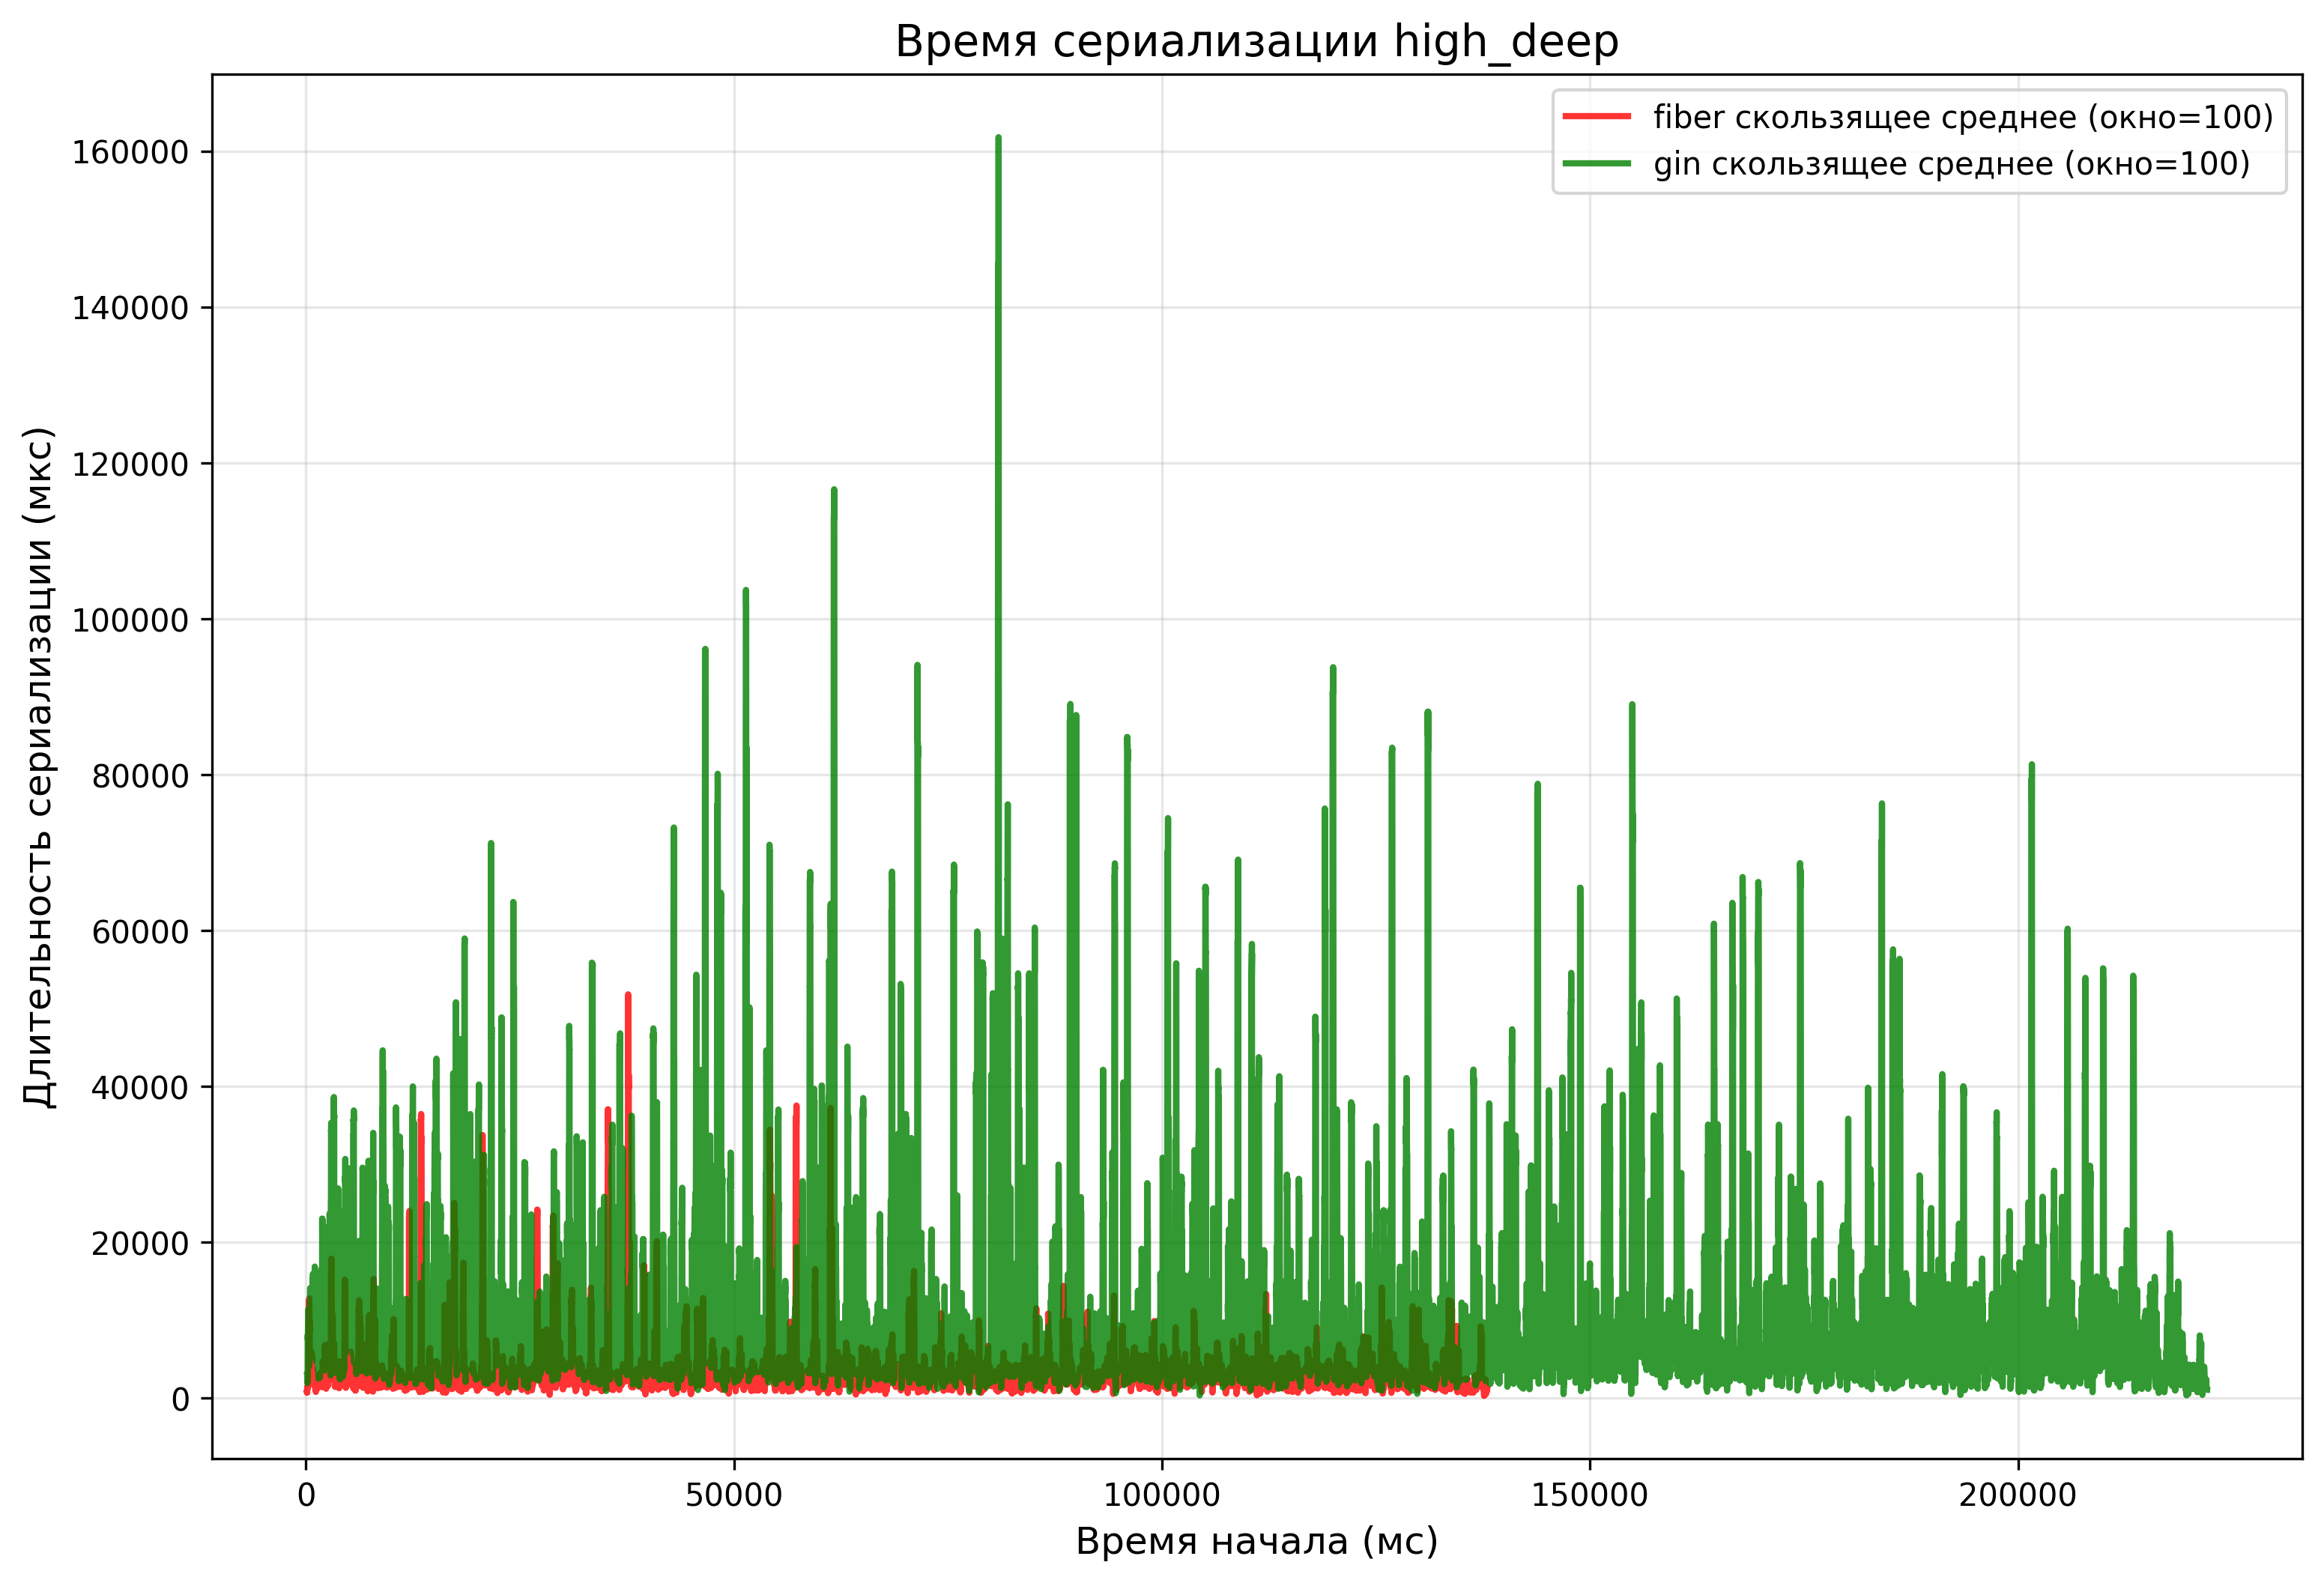 Время сериализации high_deep
fiber скользящее среднее (окно=100)
gin скользящее среднее (окно=100)
Длительность сериализации (мкс)
160000
140000
120000
100000
80000
60000
40000
20000
0
0 50000 100000 150000 200000
Время начала (мс)